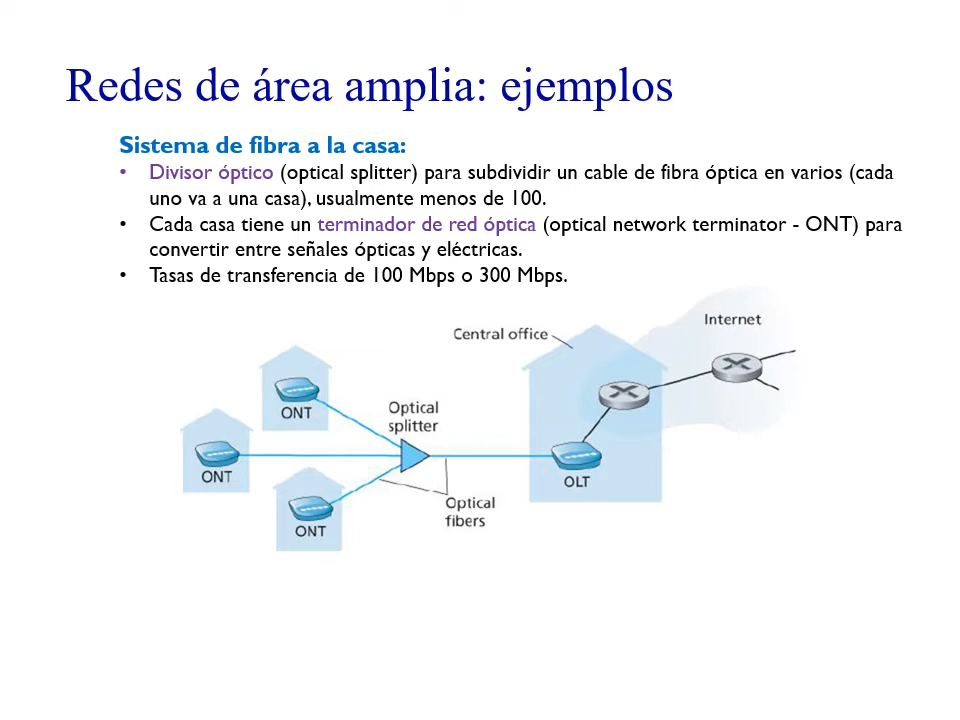 Redes de área amplia: ejemplos
Sistema de fibra a la casa:
• Divisor óptico (optical splitter) para subdividir un cable de fibra óptica en varios (cada
uno va a una casa), usualmente menos de 100.
• Cada casa tiene un terminador de red óptica (optical network terminator - ONT) para
convertir entre señales ópticas y eléctricas.
• Tasas de transferencia de 100 Mbps o 300 Mbps.
Internet
Central office
ONT
Optical
splitter
ONT
OLT
Optical
fibers
ONT